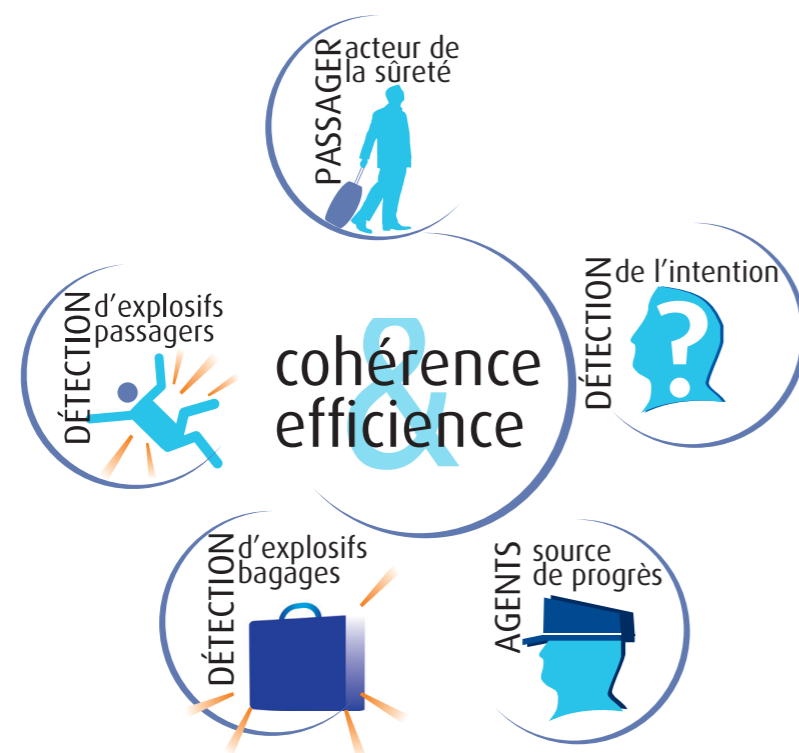 PASSAGER
acteur de
la sûreté
DÉTECTION
de l'intention
?
DÉTECTION
d'explosifs
passagers
cohérence
&
efficience
DÉTECTION
d'explosifs
bagages
AGENTS
source
de progrès